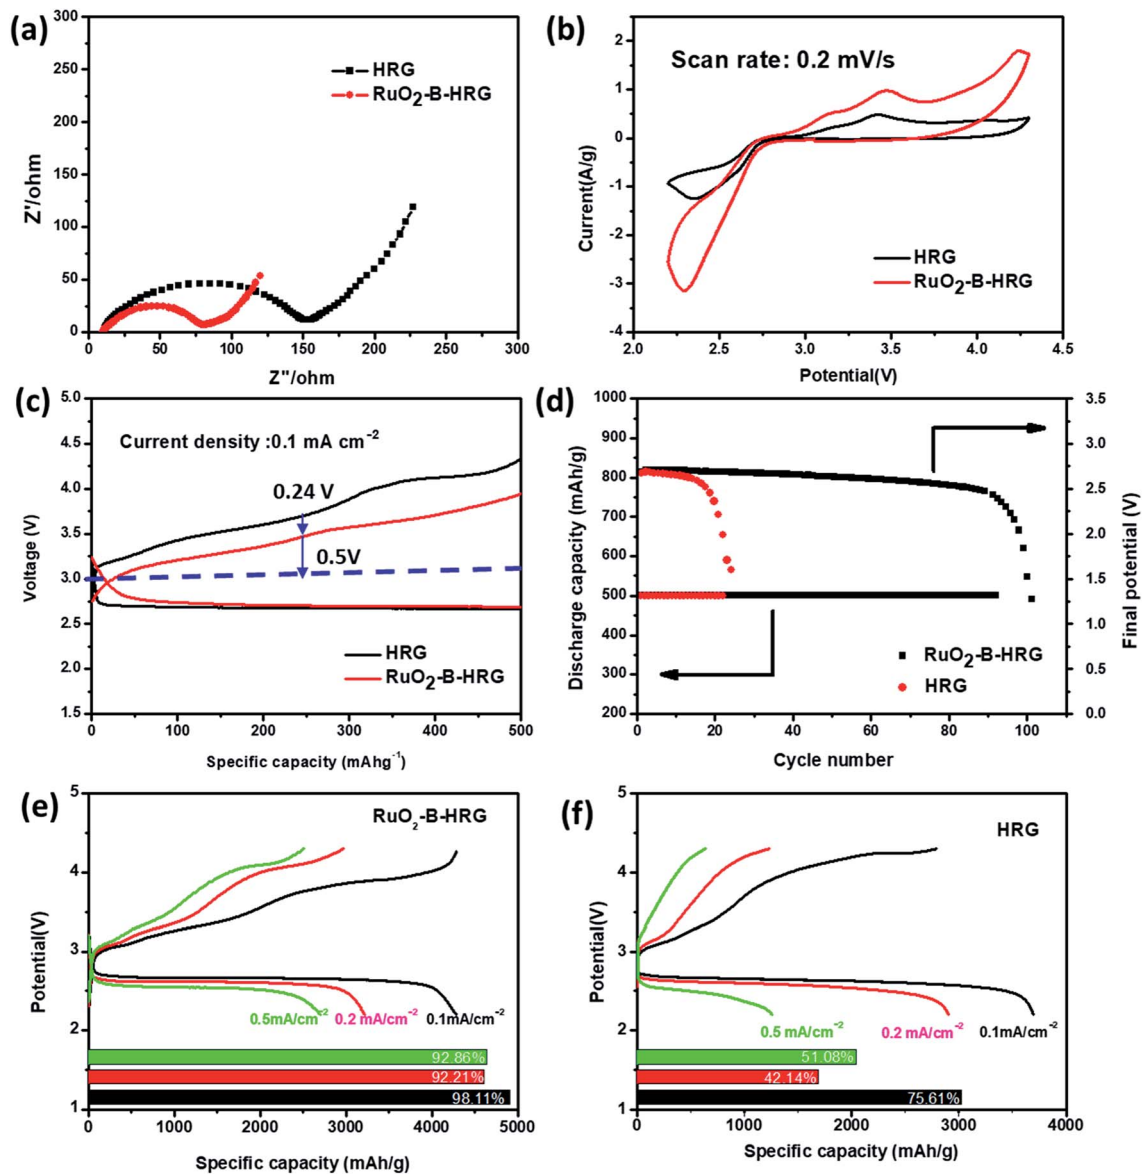 (a)
300
250
200
150
100
50
0
Z'/ohm
HRG
RuO2-B-HRG
0 50 100 150 200 250 300
Z"/ohm
(b)
2
1
0
-1
-2
-3
-4
Current(A/g)
Scan rate: 0.2 mV/s
HRG
RuO2-B-HRG
2.0 2.5 3.0 3.5 4.0 4.5
Potential(V)
(c)
5.0
4.5
4.0
3.5
3.0
2.5
2.0
1.5
Voltage (V)
Current density :0.1 mA cm−2
0.24 V
0.5V
HRG
RuO2-B-HRG
0 100 200 300 400 500
Specific capacity (mAhg-1)
(d)
1000
900
800
700
600
500
400
300
200
Discharge capacity (mAh/g)
3.5
3.0
2.5
2.0
1.5
1.0
0.5
0.0
Final potential (V)
RuO2-B-HRG
HRG
0 20 40 60 80 100
Cycle number
(e)
5
4
3
2
1
Potential(V)
RuO2-B-HRG
0.5mA/cm−2 0.2 mA/cm−2 0.1mA/cm−2
92.86%
92.21%
98.11%
0 1000 2000 3000 4000 5000
Specific capacity (mAh/g)
(f)
5
4
3
2
1
Potential(V)
HRG
0.5 mA/cm−2 0.2 mA/cm−2 0.1mA/cm−2
51.08%
42.14%
75.61%
0 1000 2000 3000 4000
Specific capacity (mAh/g)